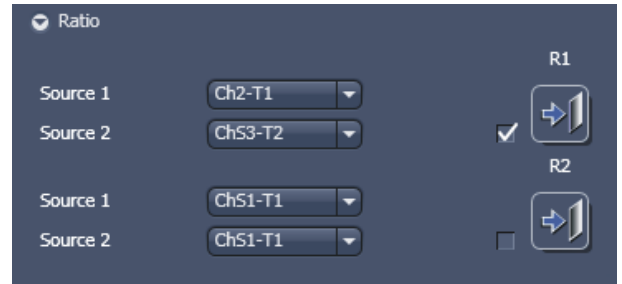 Ratio
R1
Source 1 Ch2-T1
Source 2 ChS3-T2
R2
Source 1 ChS1-T1
Source 2 ChS1-T1